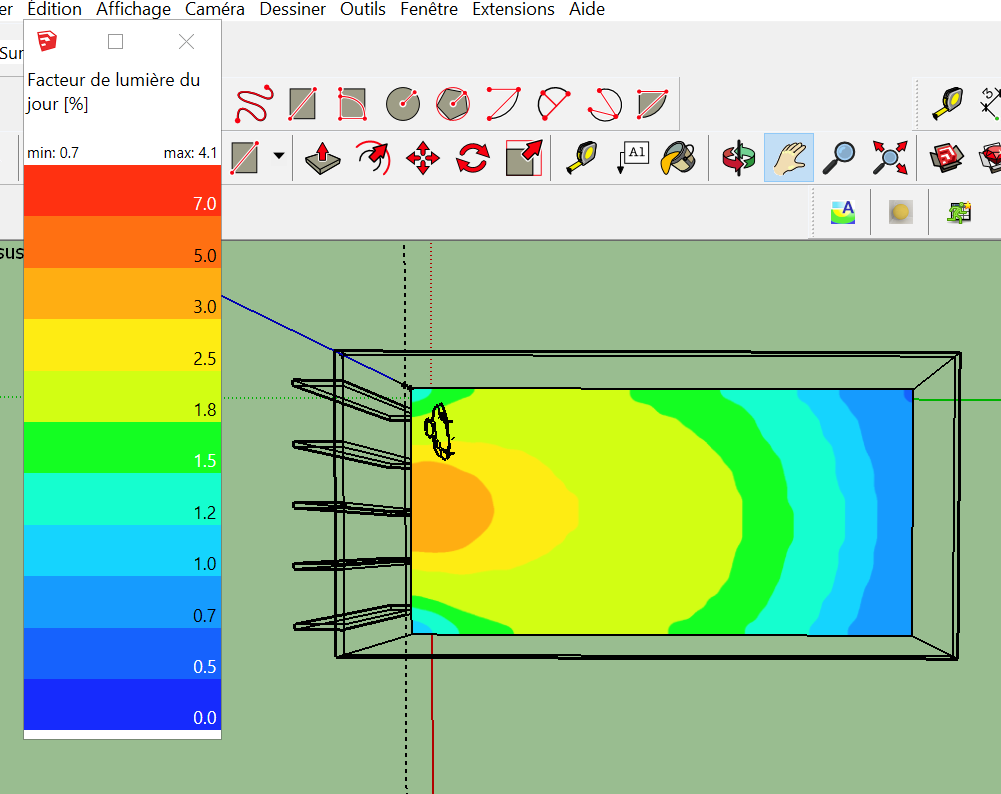 er Édition Affichage Caméra Dessiner Outils Fenêtre Extensions Aide
Sur
Facteur de lumière du
jour [%]
min: 0.7 max: 4.1
A1
3
A
7.0
sus
5.0
3.0
2.5
1.8
1.5
1.2
1.0
0.7
0.5
0.0